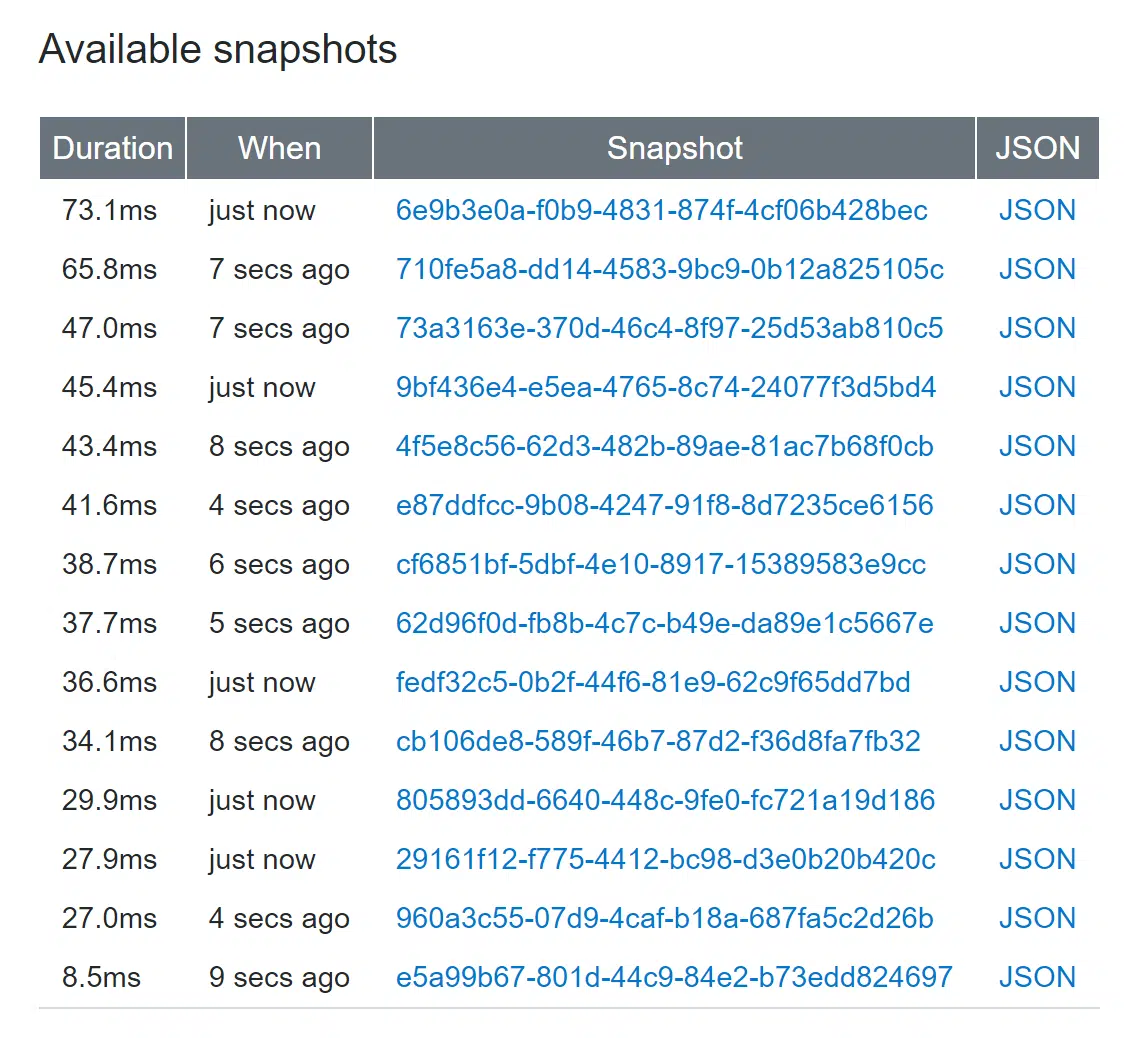 Available snapshots
Duration When Snapshot JSON
73.1ms just now 6e9b3e0a-f0b9-4831-874f-4cf06b428bec JSON
65.8ms 7 secs ago 710fe5a8-dd14-4583-9bc9-0b12a825105c JSON
47.0ms 7 secs ago 73a3163e-370d-46c4-8f97-25d53ab810c5 JSON
45.4ms just now 9bf436e4-e5ea-4765-8c74-24077f3d5bd4 JSON
43.4ms 8 secs ago 4f5e8c56-62d3-482b-89ae-81ac7b68f0cb JSON
41.6ms 4 secs ago e87ddfcc-9b08-4247-91f8-8d7235ce6156 JSON
38.7ms 6 secs ago cf6851bf-5dbf-4e10-8917-15389583e9cc JSON
37.7ms 5 secs ago 62d96f0d-fb8b-4c7c-b49e-da89e1c5667e JSON
36.6ms just now fedf32c5-0b2f-44f6-81e9-62c9f65dd7bd JSON
34.1ms 8 secs ago cb106de8-589f-46b7-87d2-f36d8fa7fb32 JSON
29.9ms just now 805893dd-6640-448c-9fe0-fc721a19d186 JSON
27.9ms just now 29161f12-f775-4412-bc98-d3e0b20b420c JSON
27.0ms 4 secs ago 960a3c55-07d9-4caf-b18a-687fa5c2d26b JSON
8.5ms 9 secs ago e5a99b67-801d-44c9-84e2-b73edd824697 JSON